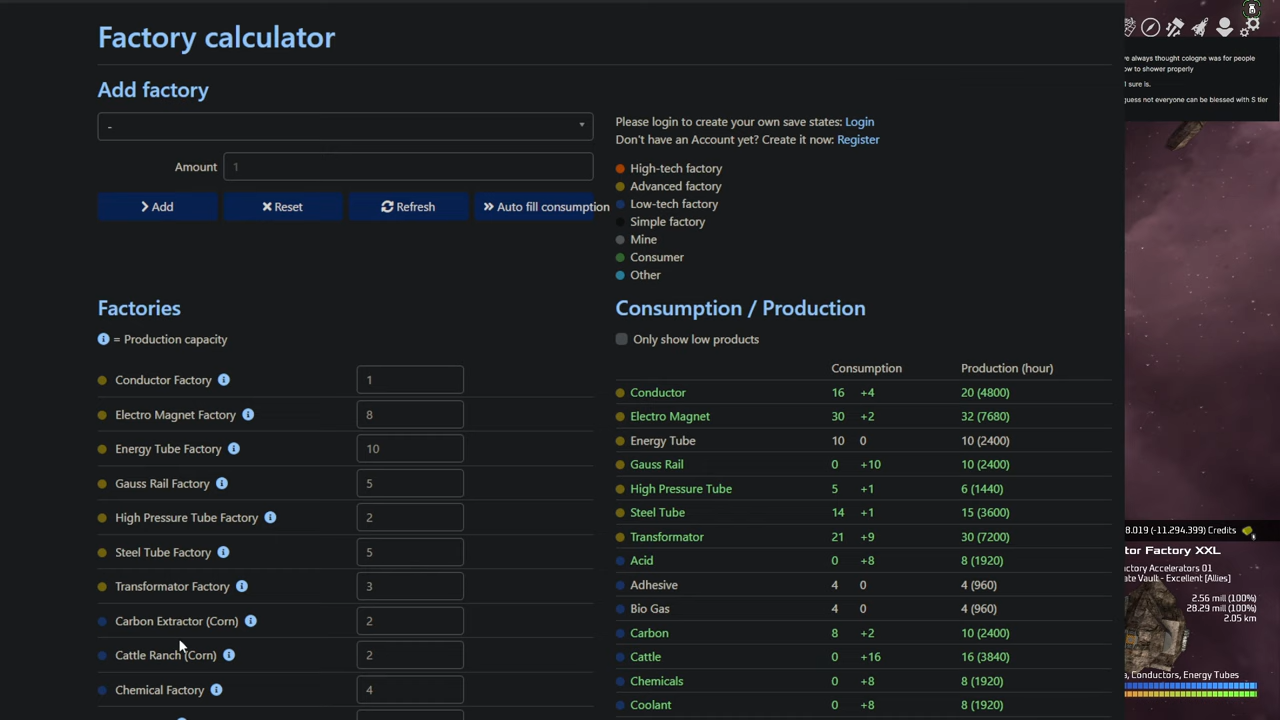 Factory calculator
Add factory
-
Amount 1
Add Reset Refresh Auto fill consumption
Please login to create your own save states: Login
Don't have an Account yet? Create it now: Register
High-tech factory
Advanced factory
Low-tech factory
Simple factory
Mine
Consumer
Other
Factories
= Production capacity
Conductor Factory 1
Electro Magnet Factory 8
Energy Tube Factory 10
Gauss Rail Factory 5
High Pressure Tube Factory 2
Steel Tube Factory 5
Transformator Factory 3
Carbon Extractor (Corn) 2
Cattle Ranch (Corn) 2
Chemical Factory 4
Consumption / Production
Only show low products
Consumption Production (hour)
Conductor 16 +4 20 (4800)
Electro Magnet 30 +2 32 (7680)
Energy Tube 10 0 10 (2400)
Gauss Rail 0 +10 10 (2400)
High Pressure Tube 5 +1 6 (1440)
Steel Tube 14 +1 15 (3600)
Transformator 21 +9 30 (7200)
Acid 0 +8 8 (1920)
Adhesive 4 0 4 (960)
Bio Gas 4 0 4 (960)
Carbon 8 +2 10 (2400)
Cattle 0 +16 16 (3840)
Chemicals 0 +8 8 (1920)
Coolant 0 +8 8 (1920)
ve always thought cologne was for people
ow to shower properly
l sure is.
guess not everyone can be blessed with S tier
8.019 (-11.294.399) Credits
tor Factory XXL
actory Accelerators 01
ate Vault - Excellent [Allies]
2.56 mill (100%)
28.29 mill (100%)
2.05 km
a, Conductors, Energy Tubes